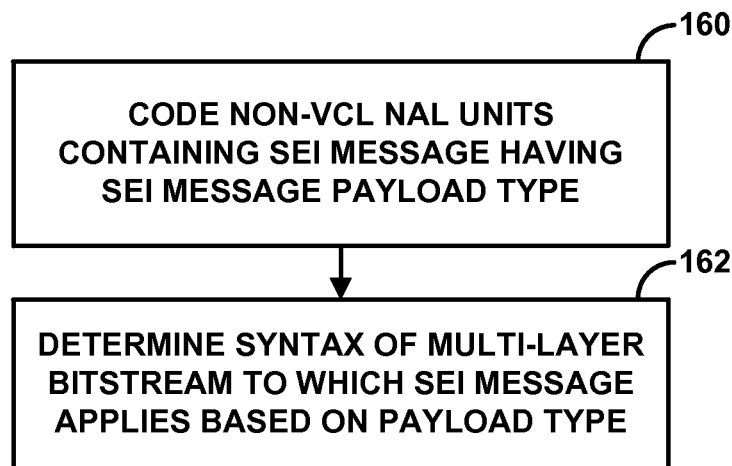 160
CODE NON-VCL NAL UNITS
CONTAINING SEI MESSAGE HAVING
SEI MESSAGE PAYLOAD TYPE
162
DETERMINE SYNTAX OF MULTI-LAYER
BITSTREAM TO WHICH SEI MESSAGE
APPLIES BASED ON PAYLOAD TYPE